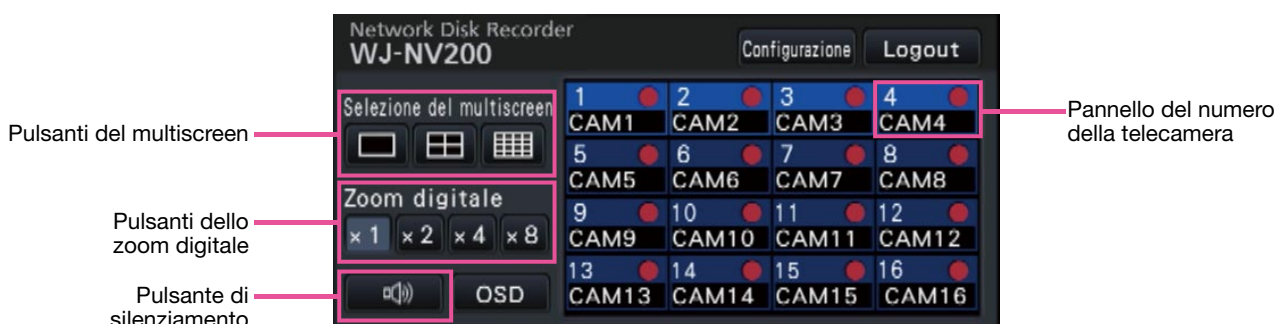 Network Disk Recorder
WJ-NV200
Configurazione
Logout
Pulsanti del multiscreen
Selezione del multiscreen
Pulsanti dello
zoom digitale
Zoom digitale
×1 ×2 ×4 ×8
Pulsante di
silenziamento
OSD
1 2 3 4
CAM1 CAM2 CAM3 CAM4
5 6 7 8
CAM5 CAM6 CAM7 CAM8
9 10 11 12
CAM9 CAM10 CAM11 CAM12
13 14 15 16
CAM13 CAM14 CAM15 CAM16
Pannello del numero
della telecamera